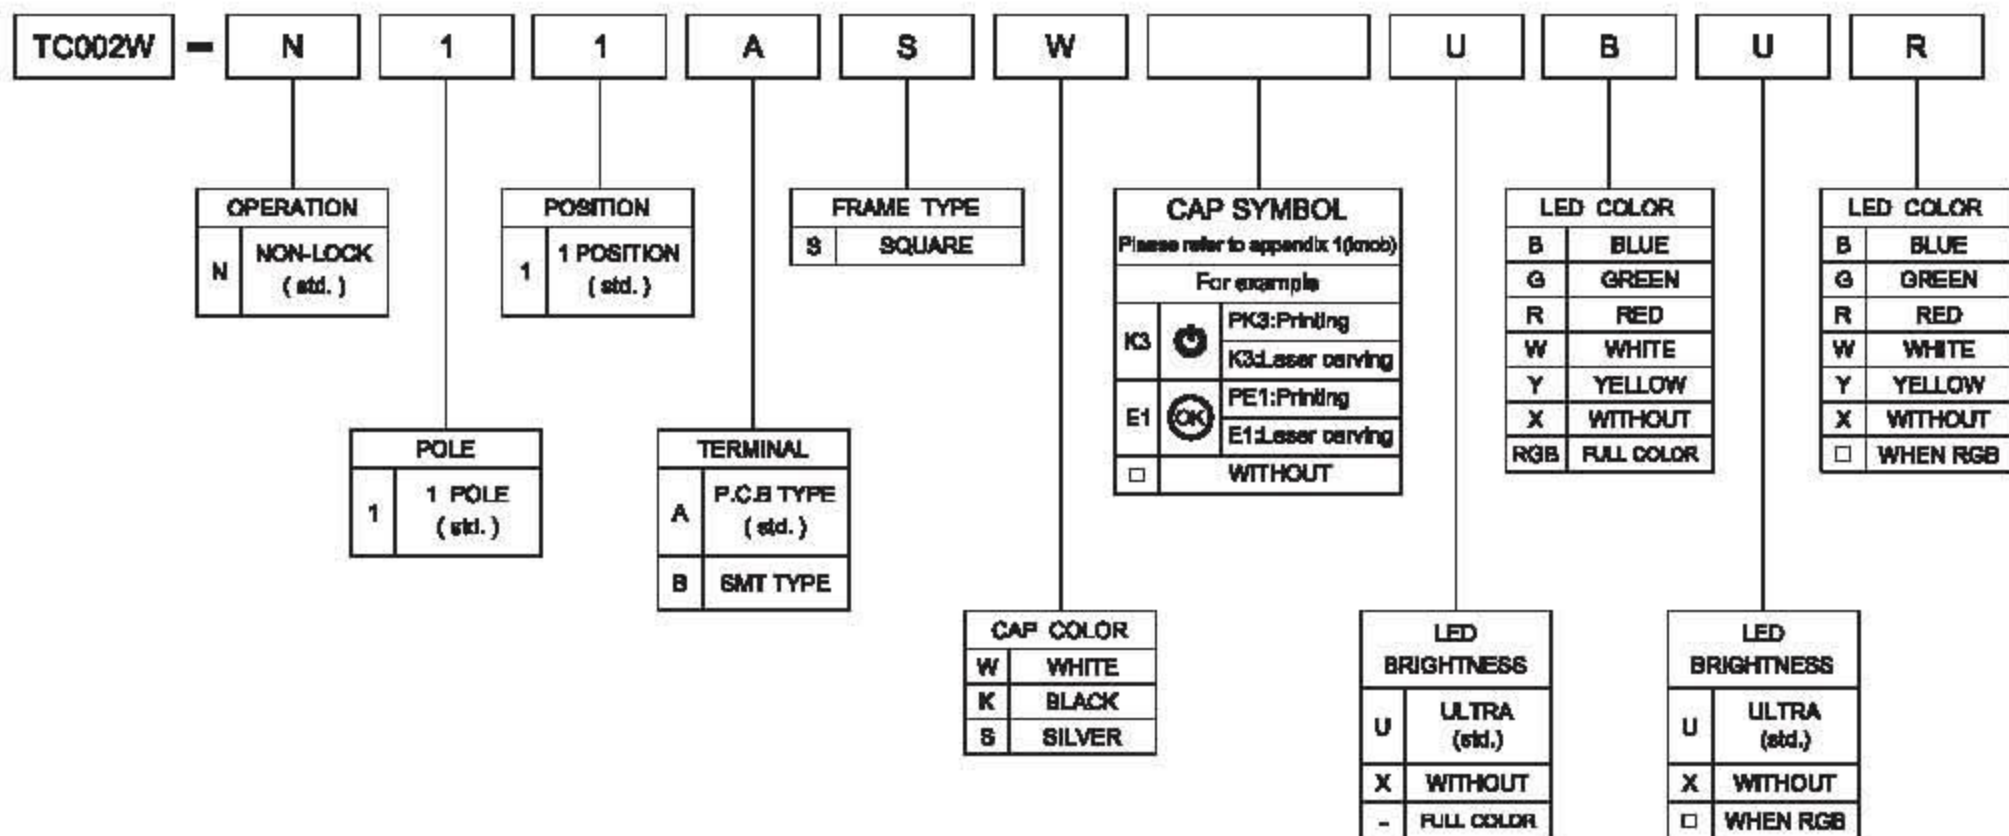 TC002W - N 1 1 A S W U B U R
OPERATION
N NON-LOCK
( std. )
POLE
1 1 POLE
( std. )
POSITION
1 1 POSITION
( std. )
TERMINAL
A P.C.B TYPE
( std. )
B SMT TYPE
FRAME TYPE
S SQUARE
CAP COLOR
W WHITE
K BLACK
S SILVER
CAP SYMBOL
Please refer to appendix 1(knob)
For example
K3 PK3:Printing
K3:Laser carving
E1 OK PE1:Printing
E1:Laser carving
□ WITHOUT
LED
BRIGHTNESS
U ULTRA
(std.)
X WITHOUT
- FULL COLOR
LED COLOR
B BLUE
G GREEN
R RED
W WHITE
Y YELLOW
X WITHOUT
RGB FULL COLOR
LED
BRIGHTNESS
U ULTRA
(std.)
X WITHOUT
□ WHEN RGB
LED COLOR
B BLUE
G GREEN
R RED
W WHITE
Y YELLOW
X WITHOUT
□ WHEN RGB